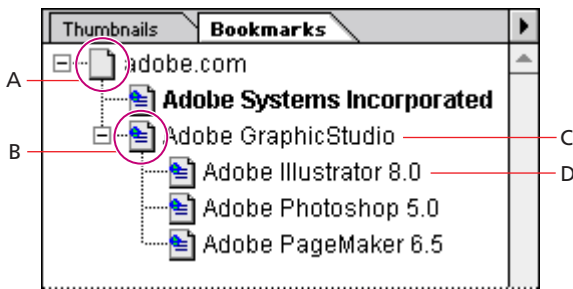 Thumbnails Bookmarks
A adobe.com
Adobe Systems Incorporated
B Adobe GraphicStudio C
Adobe Illustrator 8.0 D
Adobe Photoshop 5.0
Adobe PageMaker 6.5